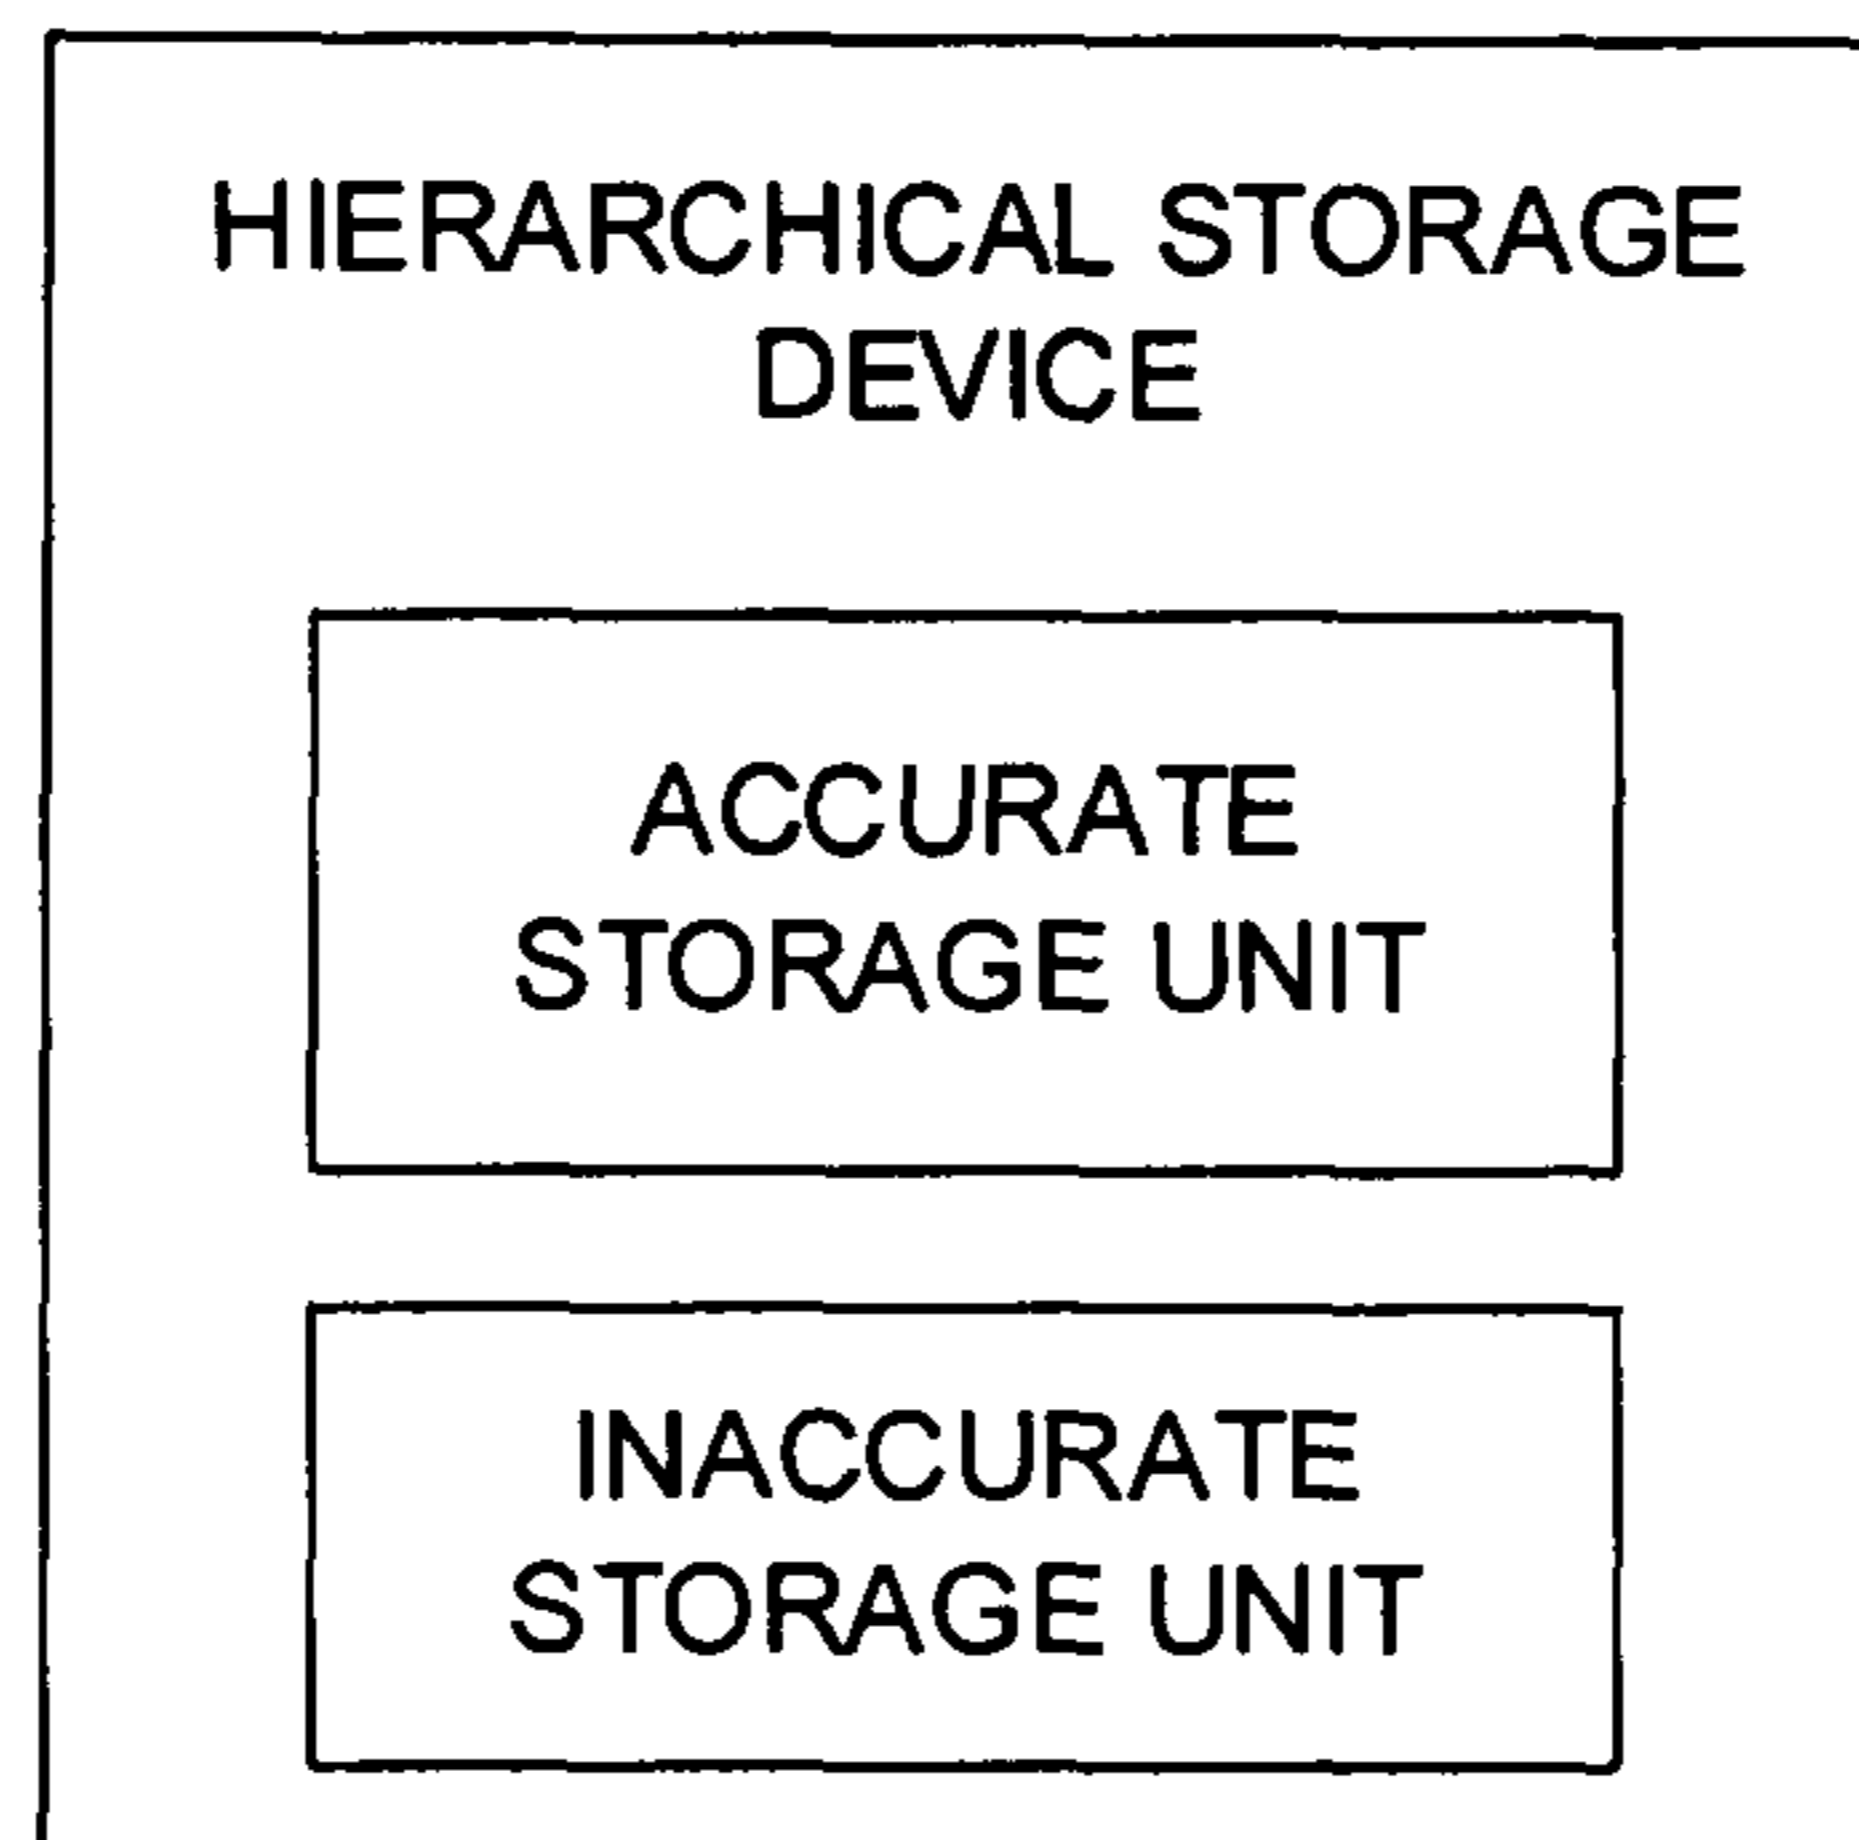 HIERARCHICAL STORAGE
DEVICE
ACCURATE
STORAGE UNIT
INACCURATE
STORAGE UNIT